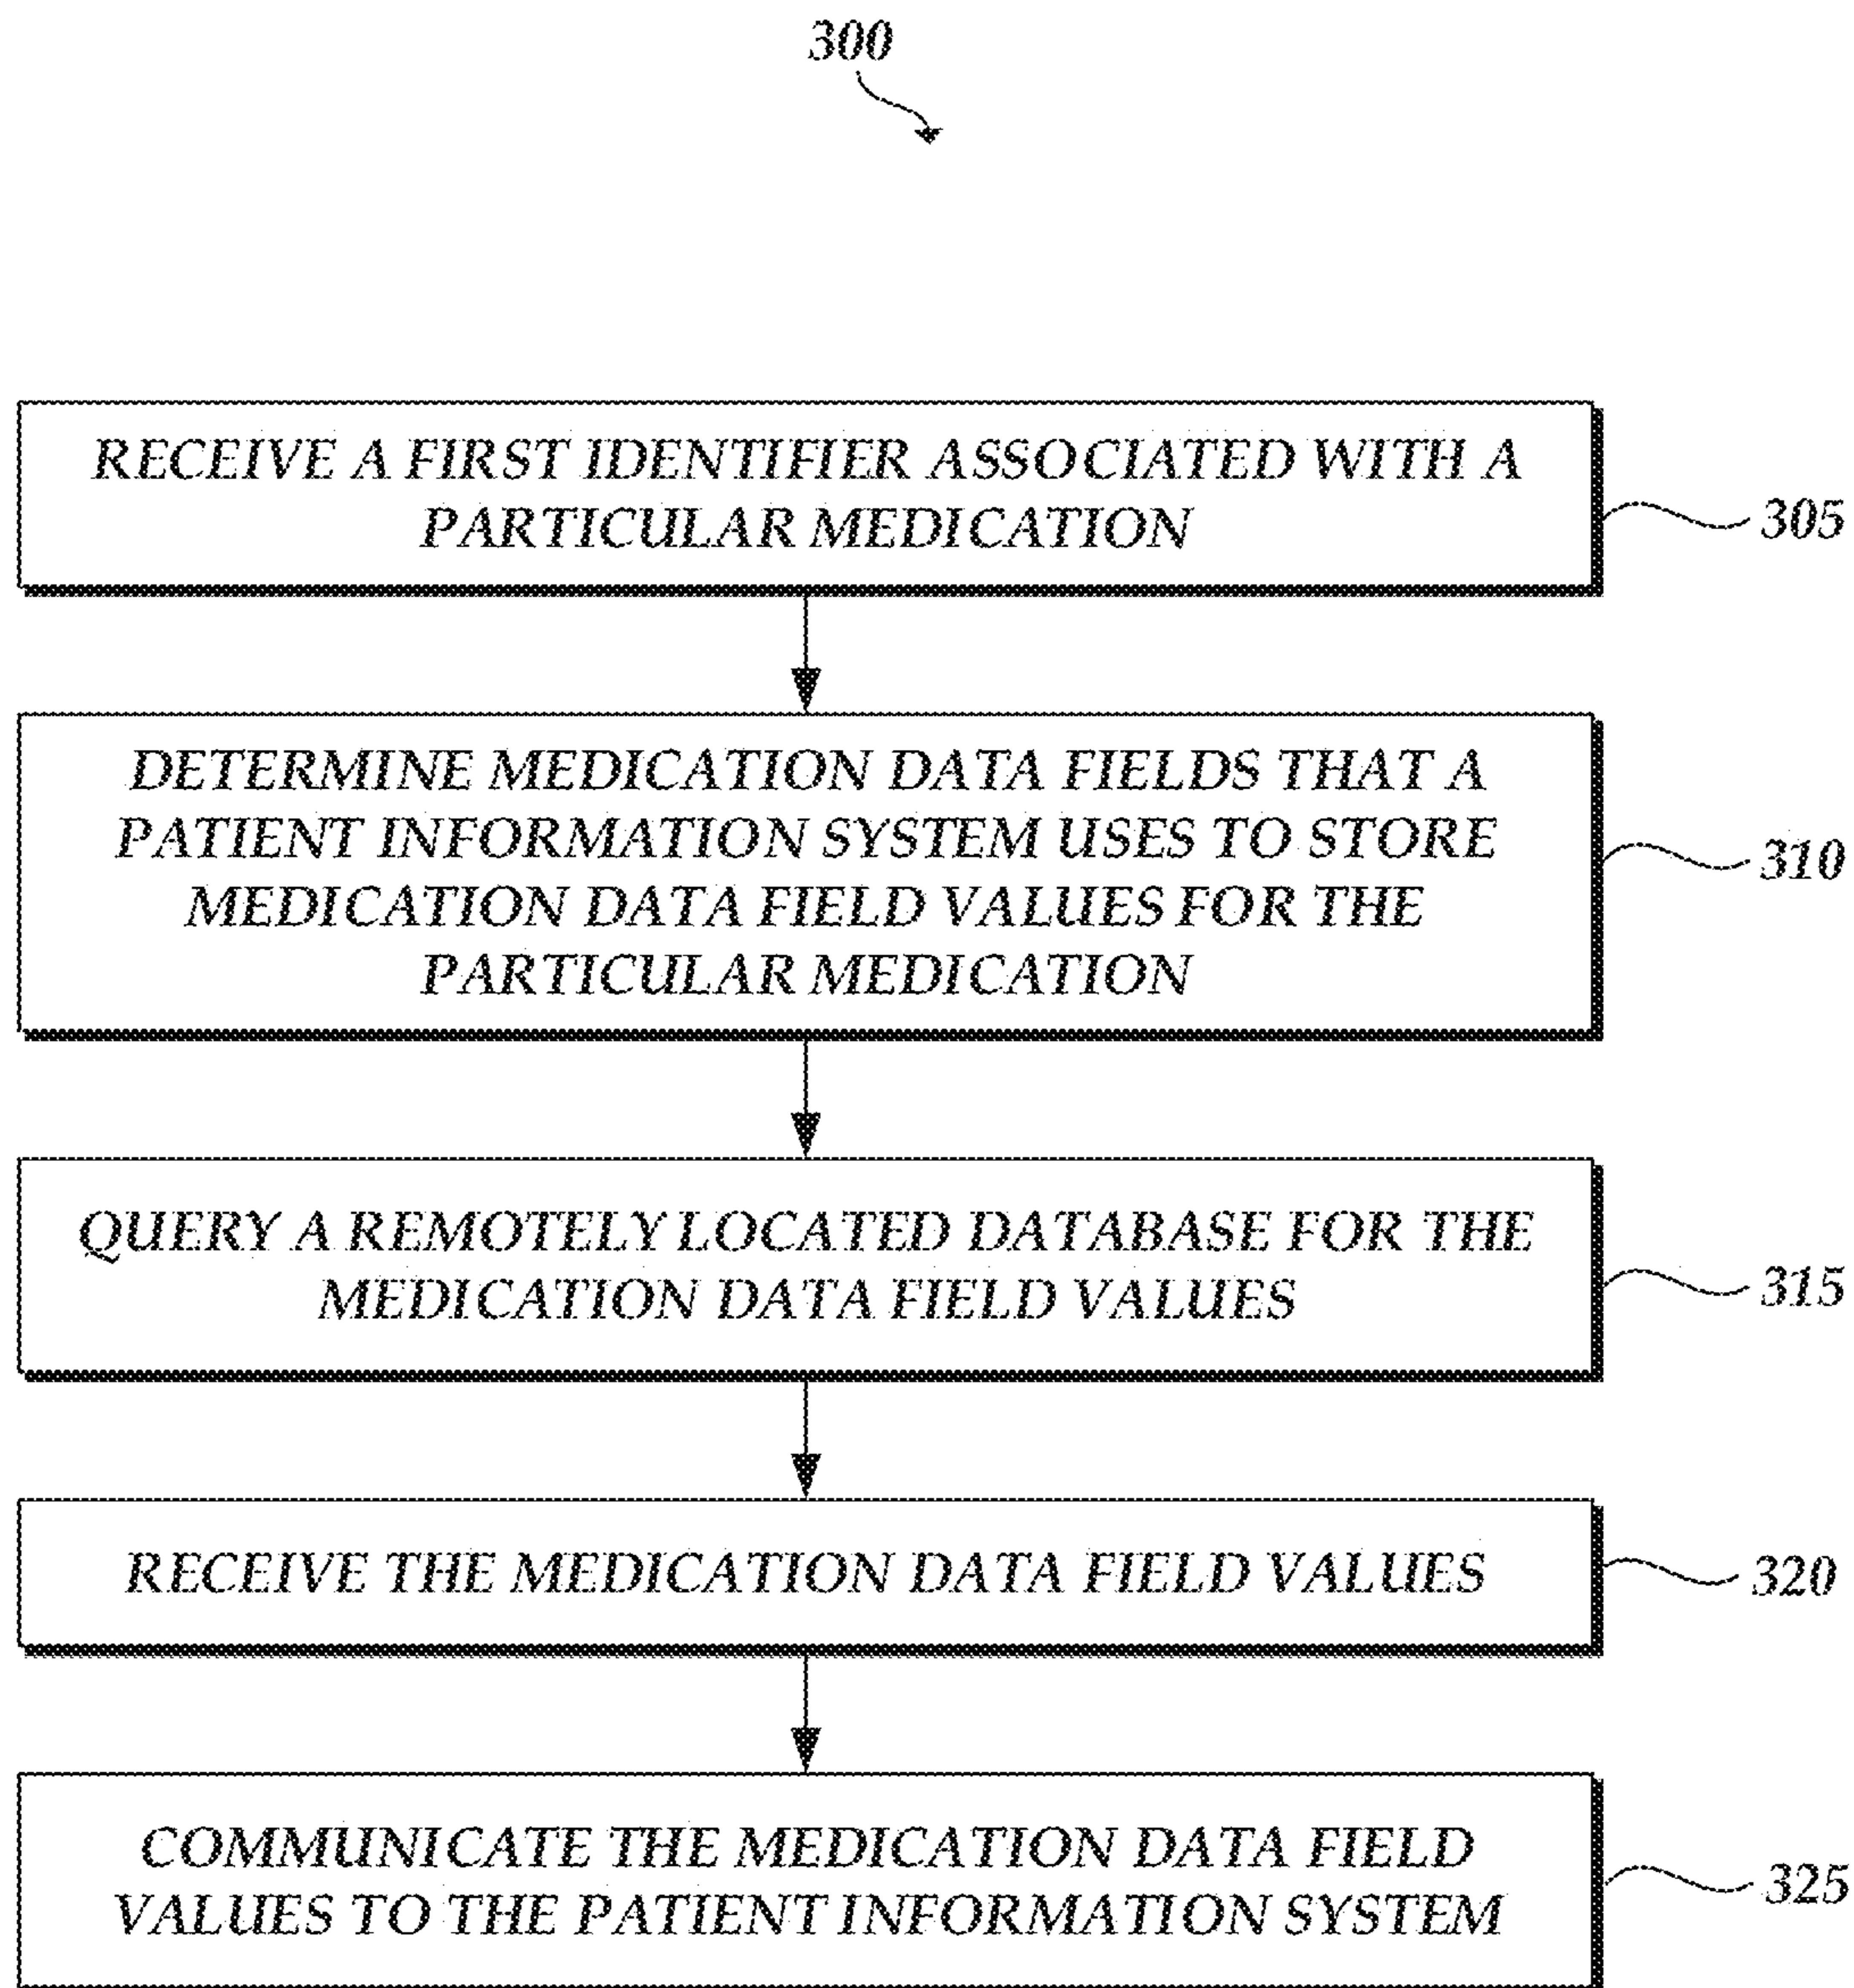 300
RECEIVE A FIRST IDENTIFIER ASSOCIATED WITH A
PARTICULAR MEDICATION
305
DETERMINE MEDICATION DATA FIELDS THAT A
PATIENT INFORMATION SYSTEM USES TO STORE
MEDICATION DATA FIELD VALUES FOR THE
PARTICULAR MEDICATION
310
QUERY A REMOTELY LOCATED DATABASE FOR THE
MEDICATION DATA FIELD VALUES
315
RECEIVE THE MEDICATION DATA FIELD VALUES
320
COMMUNICATE THE MEDICATION DATA FIELD
VALUES TO THE PATIENT INFORMATION SYSTEM
325